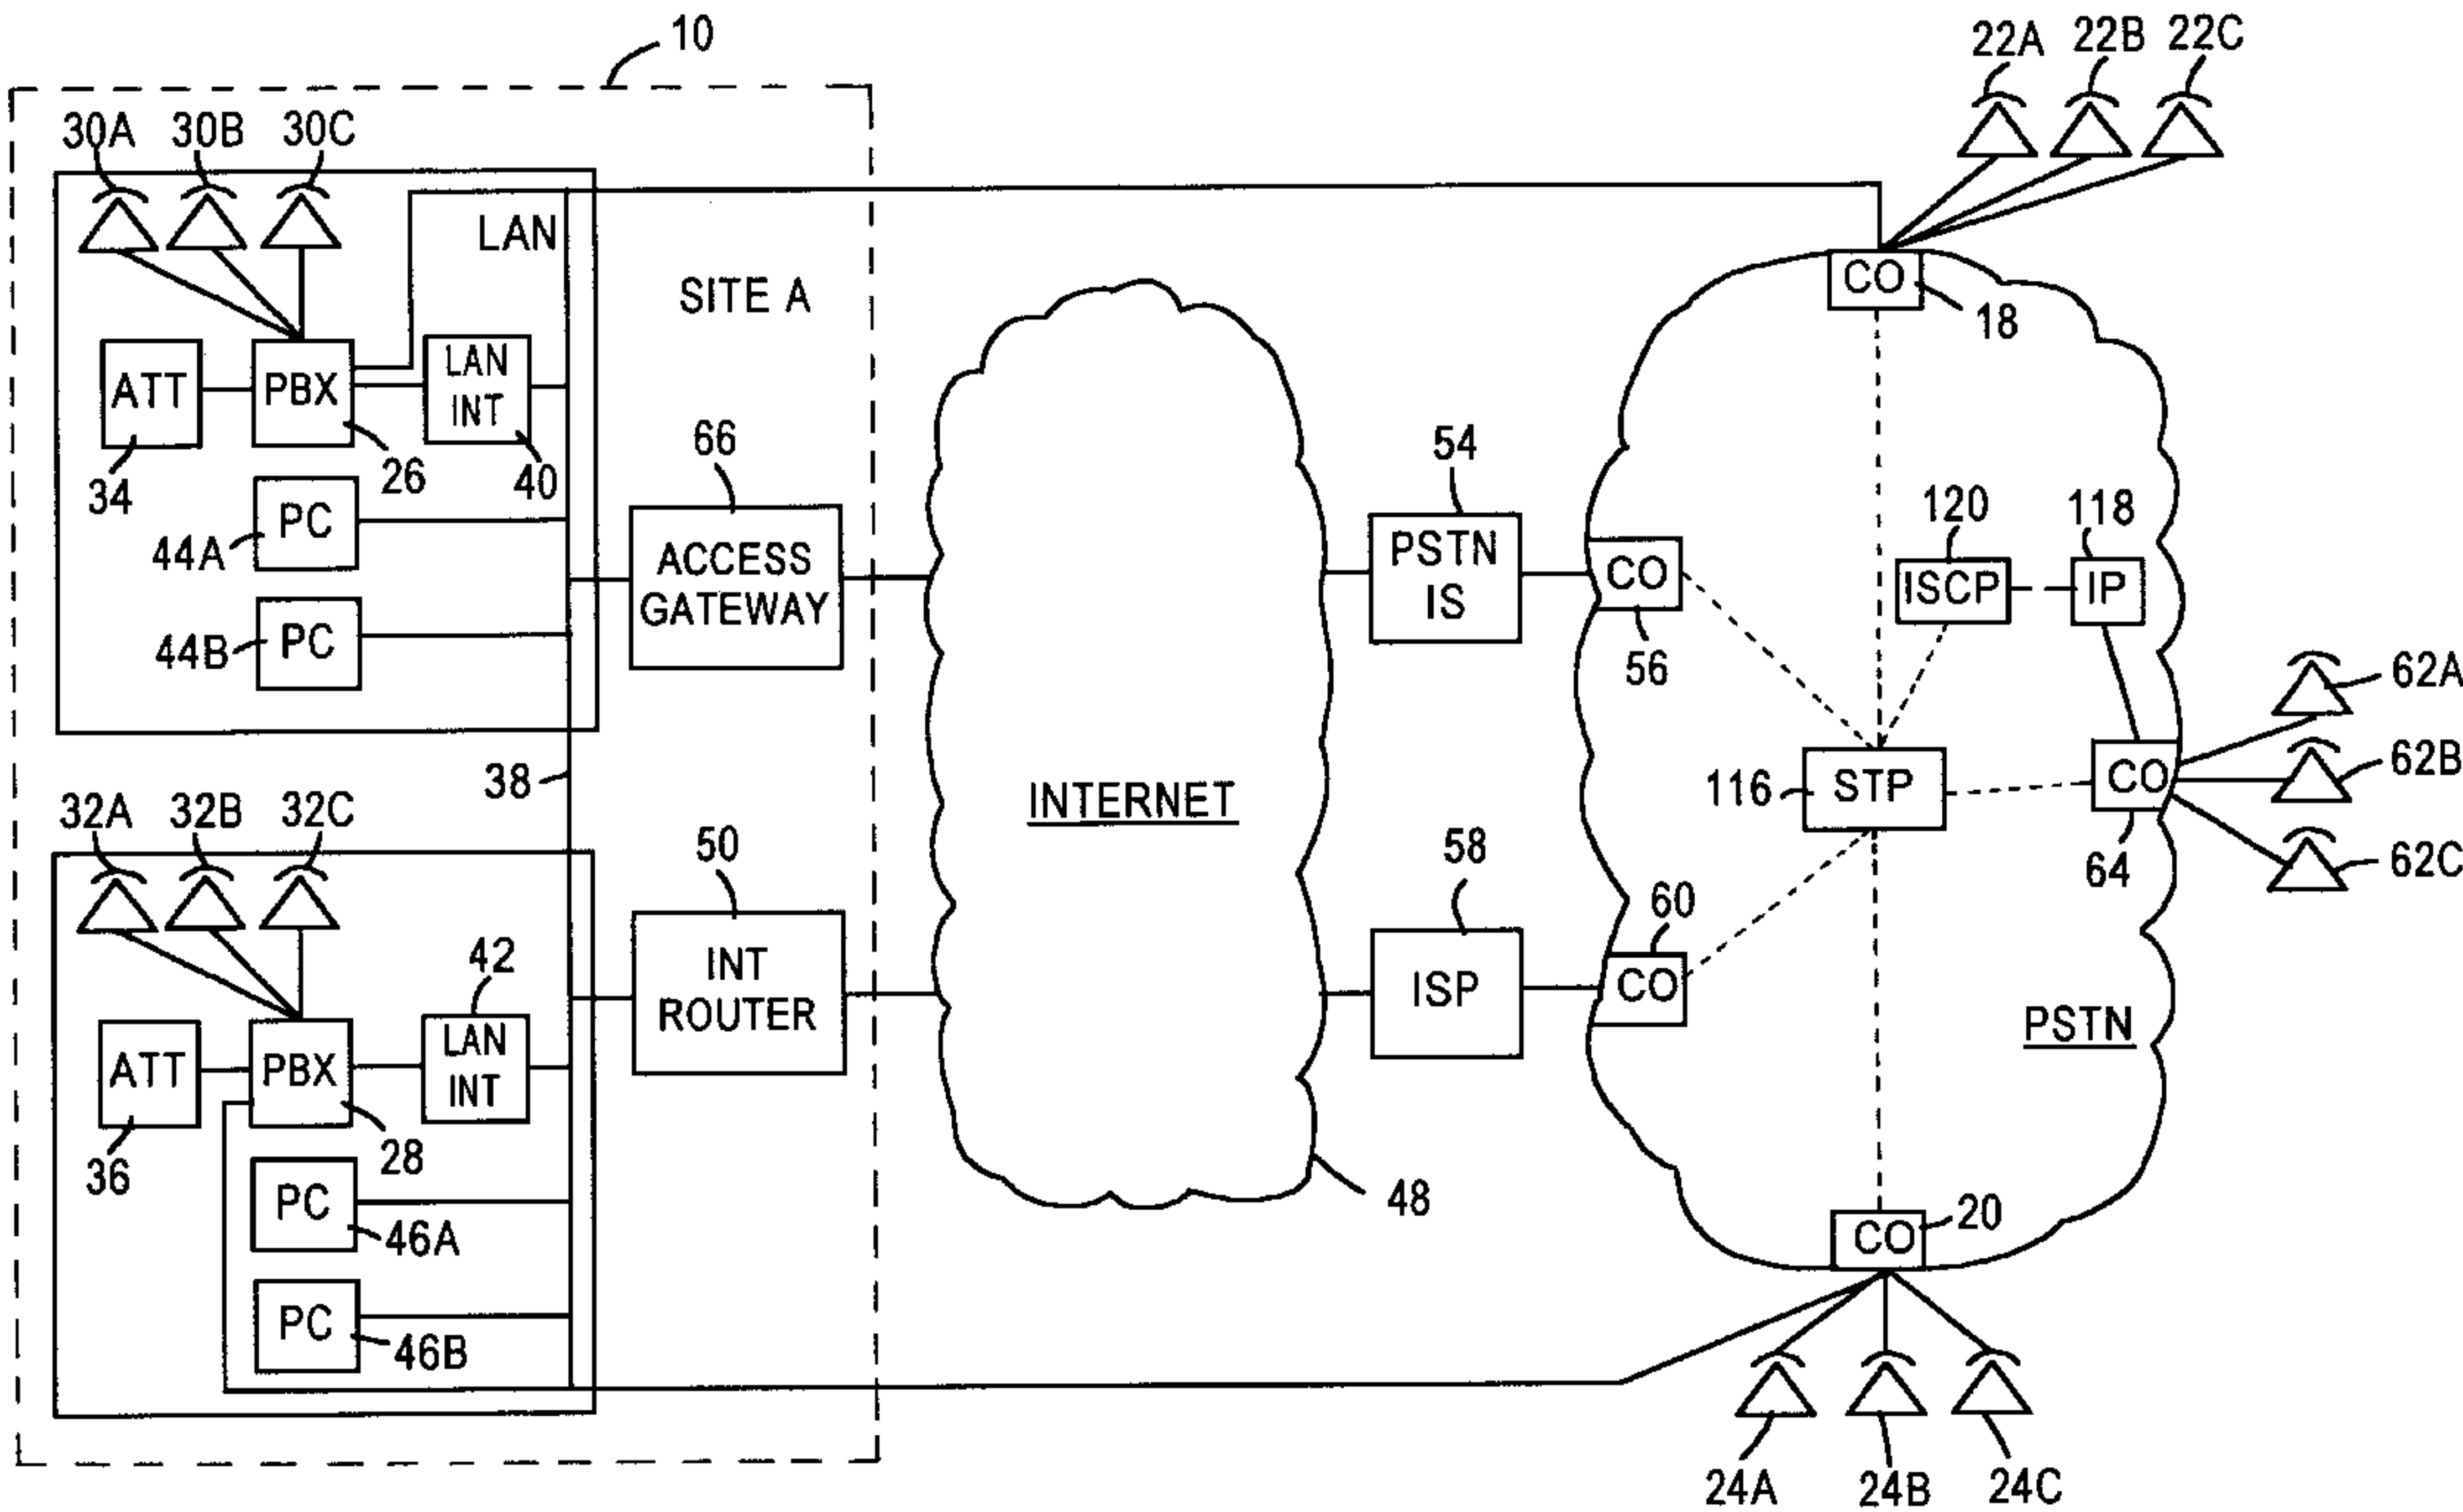 10
22A 22B 22C
30A 30B 30C
LAN
SITE A
CO
18
ATT
PBX
LAN
INT
34
26
40
66
54
120
118
PC
44A
ACCESS
GATEWAY
PSTN
IS
CO
56
ISCP
IP
PC
44B
62A
38
INTERNET
116
STP
CO
62B
64
62C
32A 32B 32C
50
58
60
42
INT
ROUTER
ISP
CO
PSTN
ATT
PBX
LAN
INT
36
28
48
PC
46A
CO
20
PC
46B
24A 24B 24C